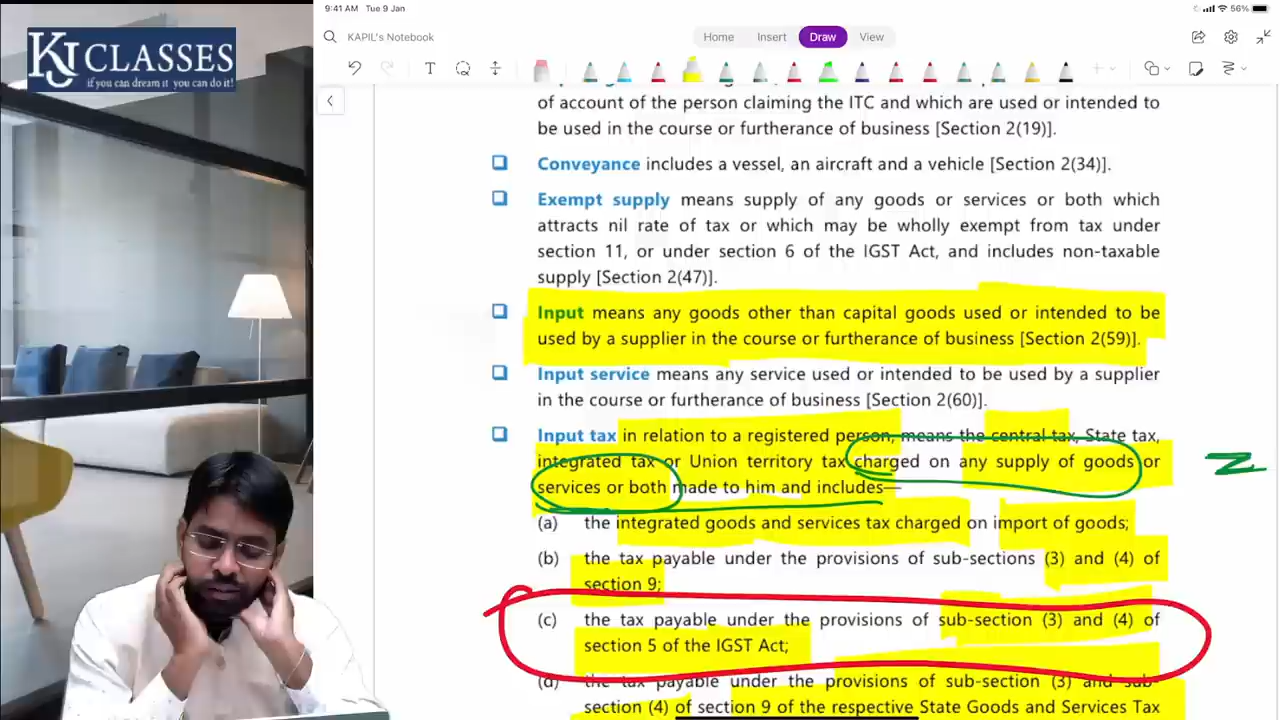 9:41 AM Tue 9 Jan
56%
KJ CLASSES
if you can dream it you can do it!
KAPIL's Notebook
Home Insert Draw View
T
of account of the person claiming the ITC and which are used or intended to
be used in the course or furtherance of business [Section 2(19)].
Conveyance includes a vessel, an aircraft and a vehicle [Section 2(34)].
Exempt supply means supply of any goods or services or both which
attracts nil rate of tax or which may be wholly exempt from tax under
section 11, or under section 6 of the IGST Act, and includes non-taxable
supply [Section 2(47)].
Input means any goods other than capital goods used or intended to be
used by a supplier in the course or furtherance of business [Section 2(59)].
Input service means any service used or intended to be used by a supplier
in the course or furtherance of business [Section 2(60)].
Input tax in relation to a registered person, means the central tax, State tax,
integrated tax or Union territory tax charged on any supply of goods or
services or both made to him and includes—
(a) the integrated goods and services tax charged on import of goods;
(b) the tax payable under the provisions of sub-sections (3) and (4) of
section 9;
(c) the tax payable under the provisions of sub-section (3) and (4) of
section 5 of the IGST Act;
(d) the tax payable under the provisions of sub-section (3) and sub-
section (4) of section 9 of the respective State Goods and Services Tax